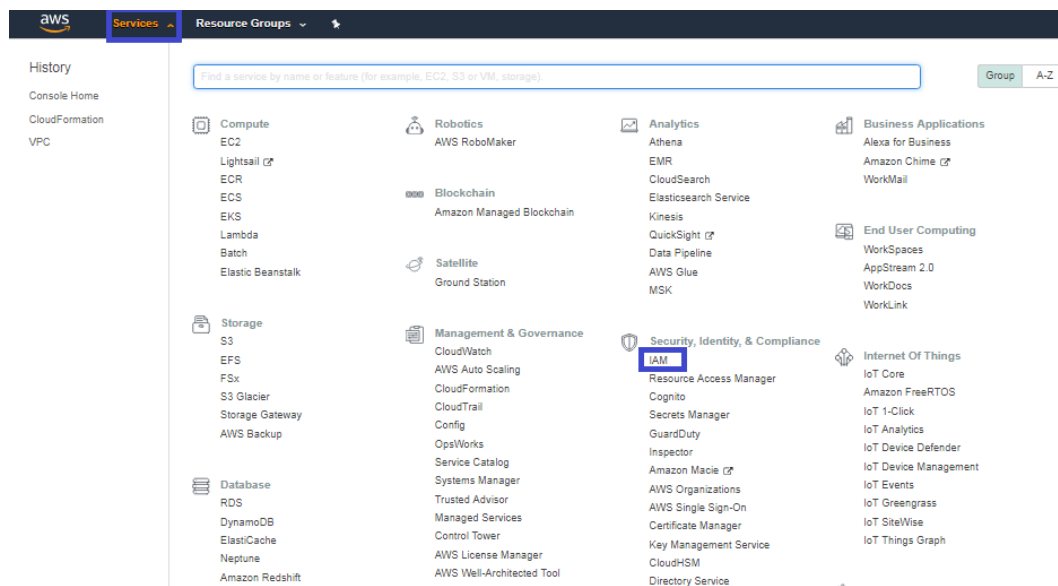 aws
Services
Resource Groups
History
Console Home
CloudFormation
VPC
Find a service by name or feature (for example, EC2, S3 or VM, storage).
Group
A-Z
Compute
EC2
Lightsail
ECR
ECS
EKS
Lambda
Batch
Elastic Beanstalk
Storage
S3
EFS
FSx
S3 Glacier
Storage Gateway
AWS Backup
Database
RDS
DynamoDB
ElastiCache
Neptune
Amazon Redshift
Robotics
AWS RoboMaker
Blockchain
Amazon Managed Blockchain
Satellite
Ground Station
Management & Governance
CloudWatch
AWS Auto Scaling
CloudFormation
CloudTrail
Config
OpsWorks
Service Catalog
Systems Manager
Trusted Advisor
Managed Services
Control Tower
AWS License Manager
AWS Well-Architected Tool
Analytics
Athena
EMR
CloudSearch
Elasticsearch Service
Kinesis
QuickSight
Data Pipeline
AWS Glue
MSK
Security, Identity, & Compliance
IAM
Resource Access Manager
Cognito
Secrets Manager
GuardDuty
Inspector
Amazon Macie
AWS Organizations
AWS Single Sign-On
Certificate Manager
Key Management Service
CloudHSM
Directory Service
Business Applications
Alexa for Business
Amazon Chime
WorkMail
End User Computing
WorkSpaces
AppStream 2.0
WorkDocs
WorkLink
Internet Of Things
IoT Core
Amazon FreeRTOS
IoT 1-Click
IoT Analytics
IoT Device Defender
IoT Device Management
IoT Events
IoT Greengrass
IoT SiteWise
IoT Things Graph